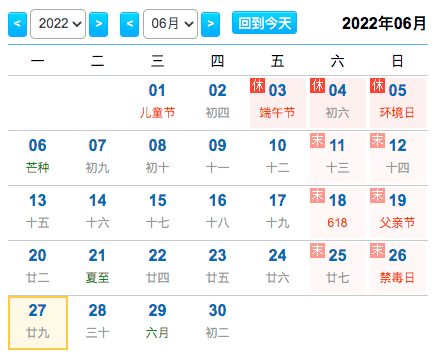 < 2022 > < 06月 > 回到今天 2022年06月
一 二 三 四 五 六 日
01 02 休 03 休 04 休 05
儿童节 初四 端午节 初六 环境日
06 07 08 09 10 末 11 末 12
芒种 初九 初十 十一 十二 十三 十四
13 14 15 16 17 末 18 末 19
十五 十六 十七 十八 十九 618 父亲节
20 21 22 23 24 末 25 末 26
廿二 夏至 廿四 廿五 廿六 廿七 禁毒日
27 28 29 30
廿九 三十 六月 初二